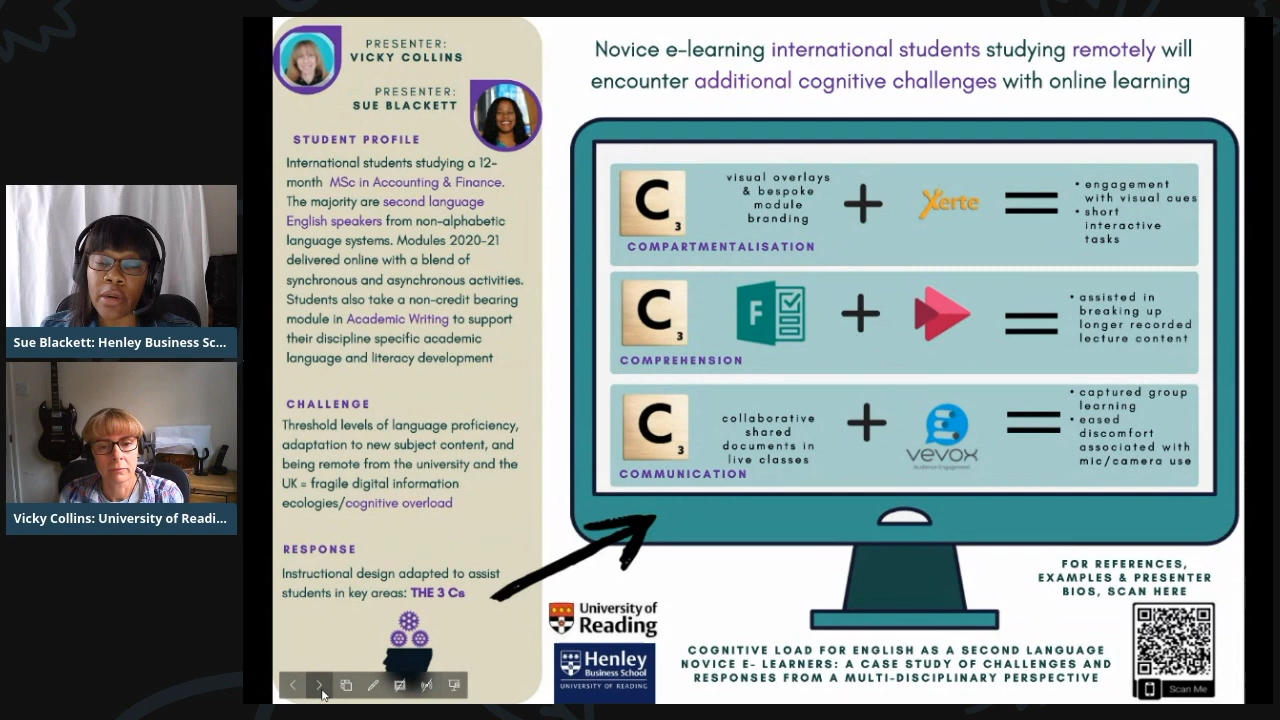 PRESENTER:
VICKY COLLINS
PRESENTER:
SUE BLACKETT
STUDENT PROFILE
International students studying a 12-
month MSc in Accounting & Finance.
The majority are second language
English speakers from non-alphabetic
language systems. Modules 2020-21
delivered online with a blend of
synchronous and asynchronous activities.
Students also take a non-credit bearing
module in Academic Writing to support
their discipline specific academic
language and literacy development
CHALLENGE
Threshold levels of language proficiency,
adaptation to new subject content, and
being remote from the university and the
UK = fragile digital information
ecologies/cognitive overload
RESPONSE
Instructional design adapted to assist
students in key areas: THE 3 Cs
Sue Blackett: Henley Business Sc...
Vicky Collins: University of Readi...
Novice e-learning international students studying remotely will
encounter additional cognitive challenges with online learning
C3
COMPARTMENTALISATION
visual overlays
& bespoke
module
branding
+
Xerte
=
• engagement
with visual cues
• short
interactive
tasks
C3
COMPREHENSION
F
+
=
• assisted in
breaking up
longer recorded
lecture content
C3
COMMUNICATION
collaborative
shared
documents in
live classes
+
vevox
Audience Engagement
=
• captured group
learning
• eased
discomfort
associated with
mic/camera use
University of
Reading
Henley
Business School
UNIVERSITY OF READING
COGNITIVE LOAD FOR ENGLISH AS A SECOND LANGUAGE
NOVICE E- LEARNERS: A CASE STUDY OF CHALLENGES AND
RESPONSES FROM A MULTI-DISCIPLINARY PERSPECTIVE
FOR REFERENCES,
EXAMPLES & PRESENTER
BIOS, SCAN HERE
Scan Me